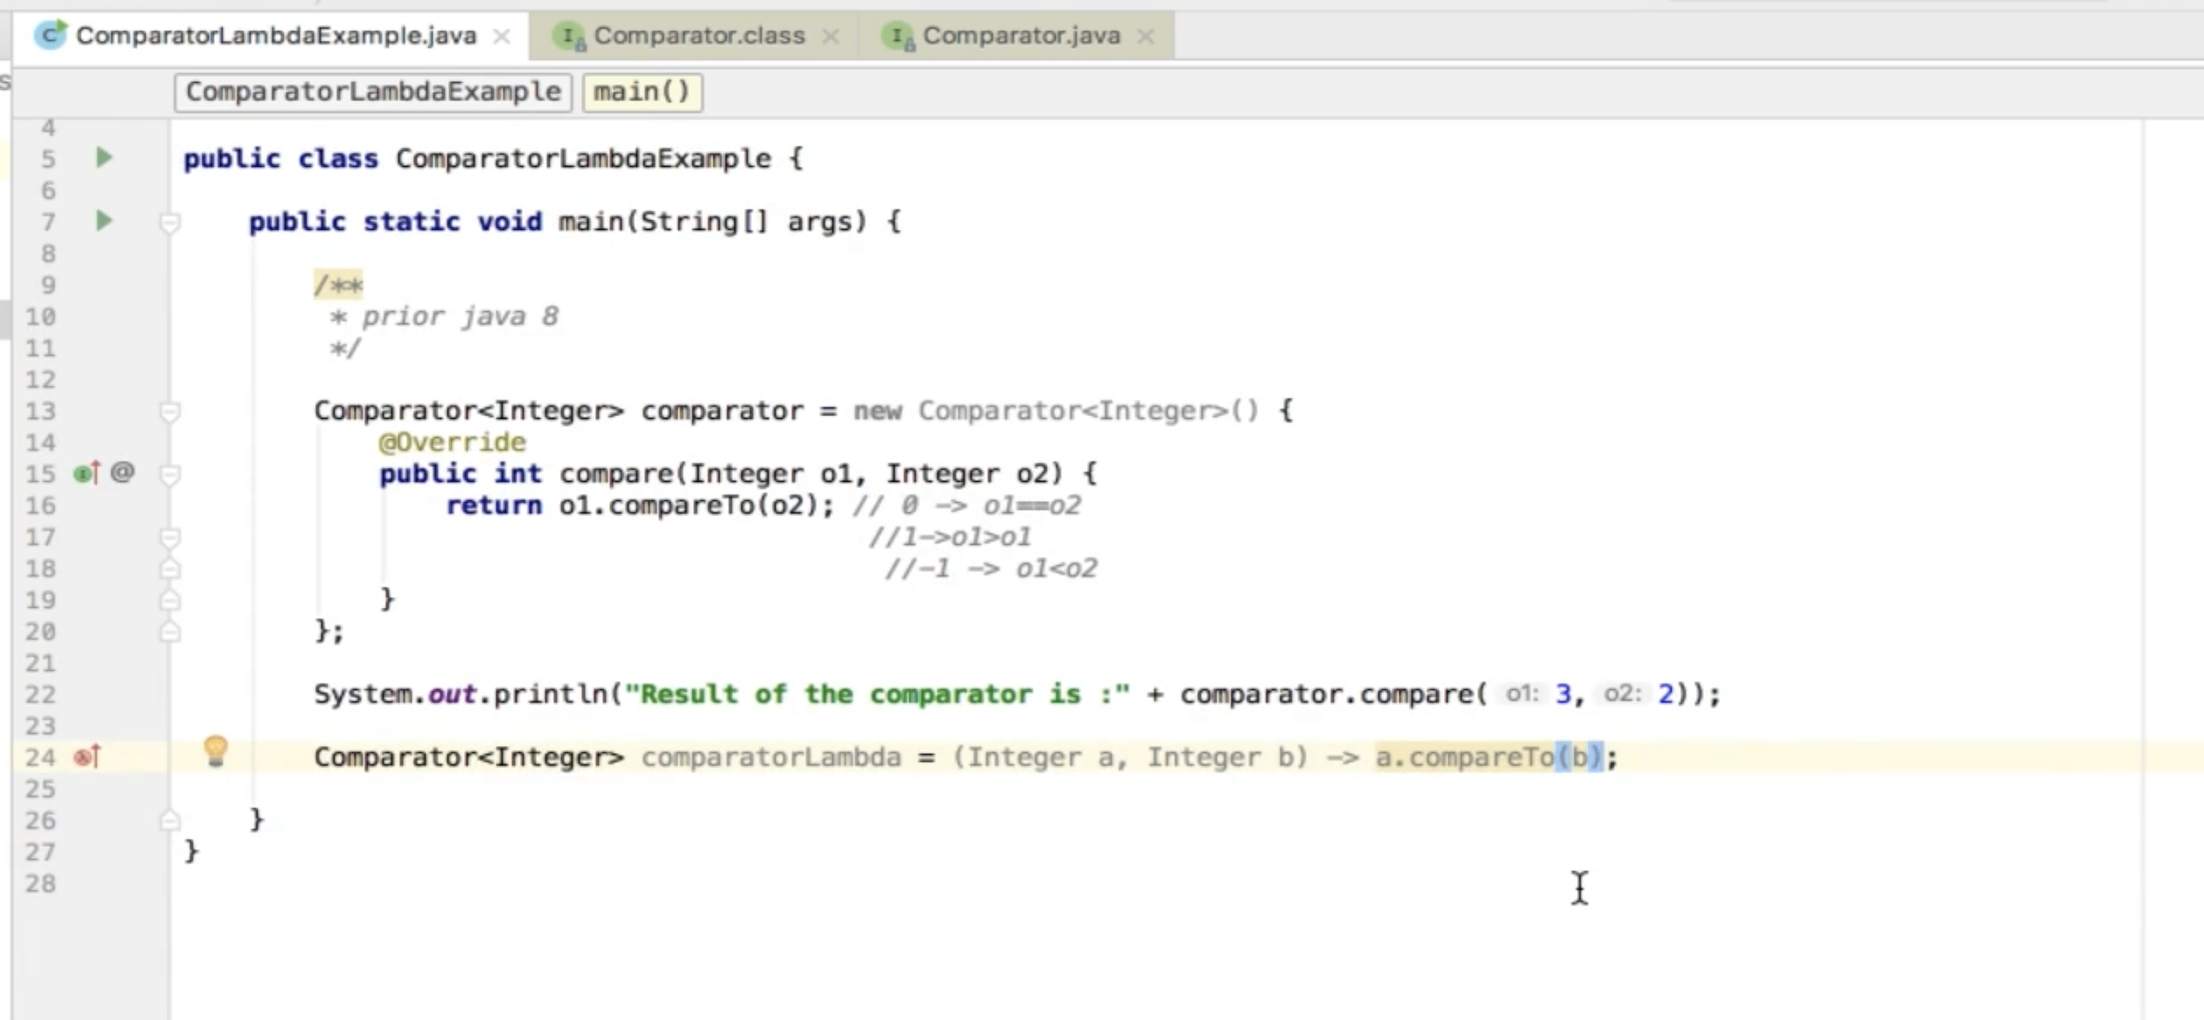 ComparatorLambdaExample.java Comparator.class Comparator.java
ComparatorLambdaExample main()
4
5 public class ComparatorLambdaExample {
6
7 public static void main(String[] args) {
8
9 /**
10 * prior java 8
11 */
12
13 Comparator<Integer> comparator = new Comparator<Integer>() {
14 @Override
15 @ public int compare(Integer o1, Integer o2) {
16 return o1.compareTo(o2); // 0 -> o1==o2
17 //1->o1>o1
18 //-1 -> o1<o2
19 }
20 };
21
22 System.out.println("Result of the comparator is :" + comparator.compare( o1: 3, o2: 2));
23
24 Comparator<Integer> comparatorLambda = (Integer a, Integer b) -> a.compareTo(b);
25
26 }
27 }
28